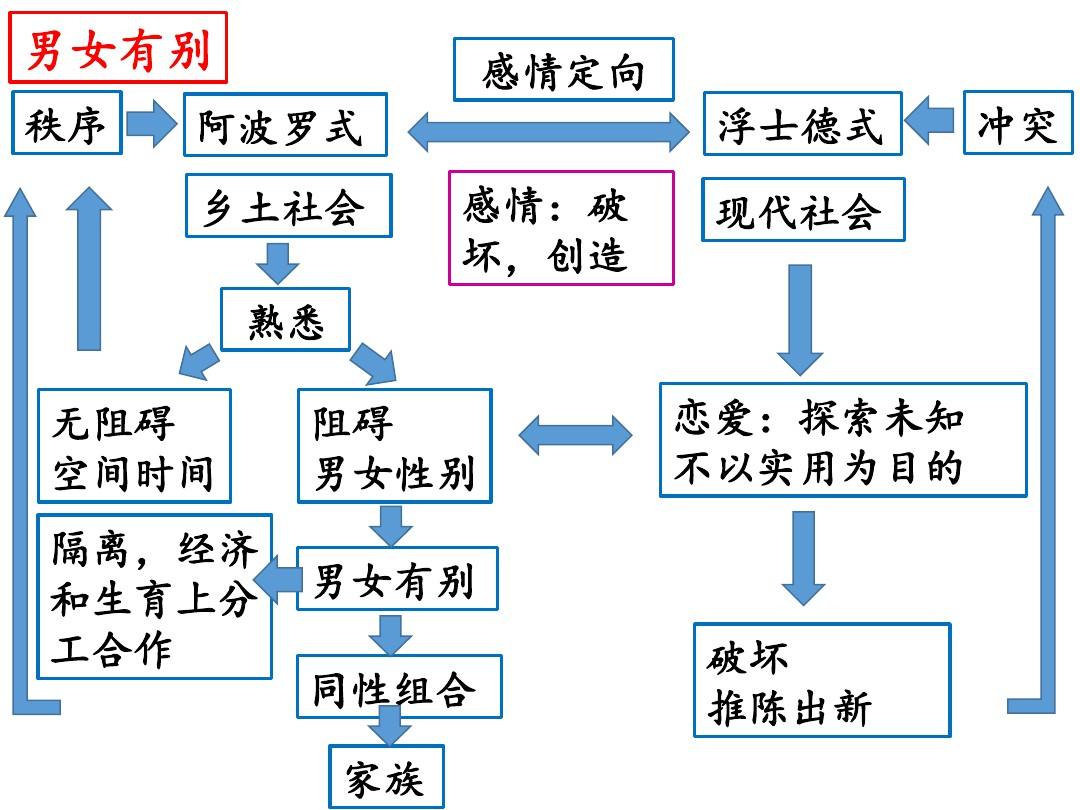 男女有别
感情定向
秩序
阿波罗式
浮士德式
冲突
乡土社会
感情：破
坏，创造
现代社会
熟悉
无阻碍
空间时间
阻碍
男女性别
恋爱：探索未知
不以实用为目的
隔离，经济
和生育上分
工合作
男女有别
同性组合
家族
破坏
推陈出新